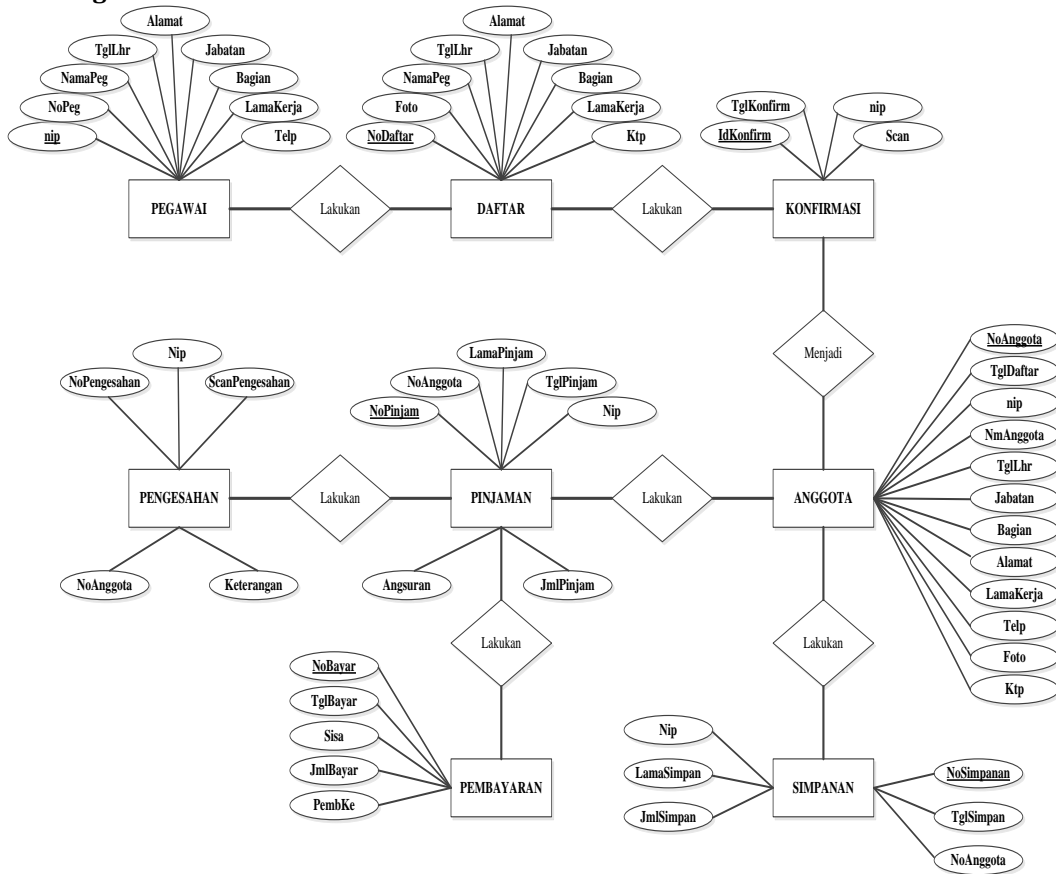 Alamat
TglLhr
Jabatan
NamaPeg
Bagian
NoPeg
LamaKerja
nip
Telp
PEGAWAI
Lakukan
Alamat
TglLhr
Jabatan
NamaPeg
Bagian
Foto
LamaKerja
NoDaftar
Ktp
DAFTAR
Lakukan
TglKonfirm
nip
IdKonfirm
Scan
KONFIRMASI
Menjadi
Nip
NoPengesahan
ScanPengesahan
PENGESAHAN
NoAnggota
Keterangan
Lakukan
LamaPinjam
NoAnggota
TglPinjam
NoPinjam
Nip
PINJAMAN
Angsuran
JmlPinjam
Lakukan
ANGGOTA
NoAnggota
TglDaftar
nip
NmAnggota
TglLhr
Jabatan
Bagian
Alamat
LamaKerja
Telp
Foto
Ktp
Lakukan
Lakukan
NoBayar
TglBayar
Sisa
JmlBayar
PembKe
PEMBAYARAN
Nip
LamaSimpan
JmlSimpan
SIMPANAN
NoSimpanan
TglSimpan
NoAnggota